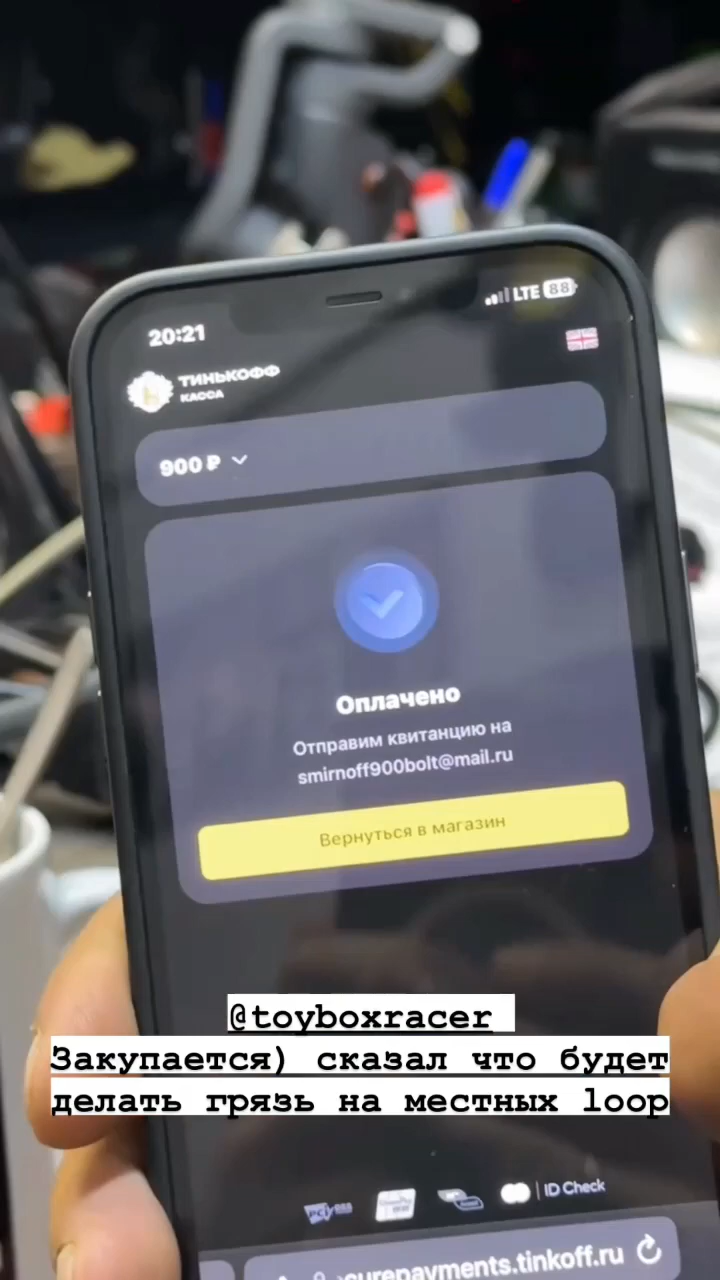 20:21
LTE 88
ТИНЬКОФФ
КАССА
900 ₽
Оплачено
Отправим квитанцию на
smirnoff900bolt@mail.ru
Вернуться в магазин
@toyboxracer
Закупается) сказал что будет
делать грязь на местных loop
ID Check
curepayments.tinkoff.ru